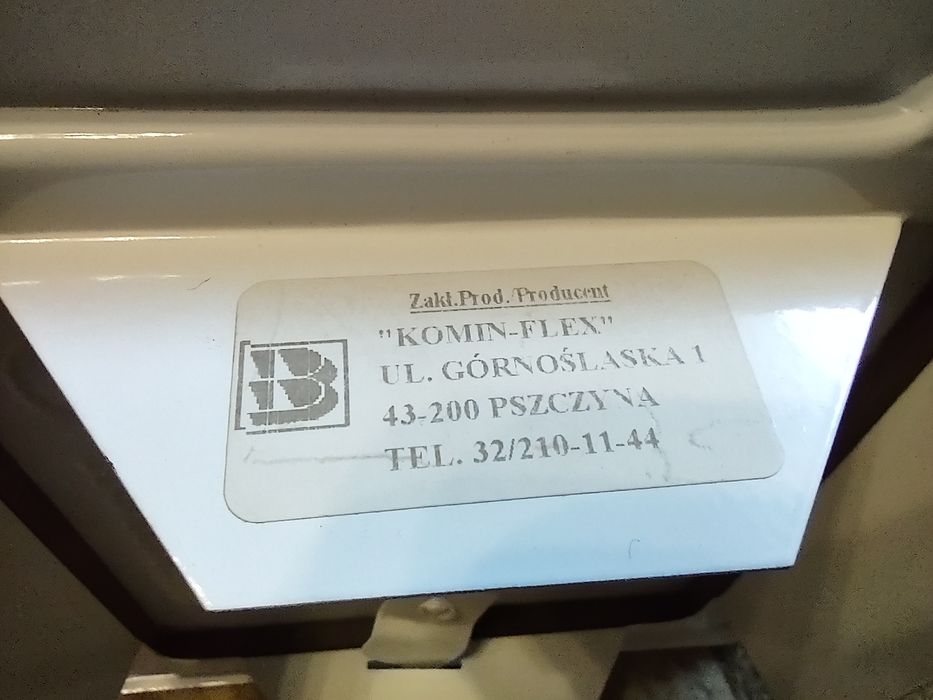 Zakł.Prod./Producent
"KOMIN-FLEX"
UL. GÓRNOŚLASKA 1
43-200 PSZCZYNA
TEL. 32/210-11-44
B